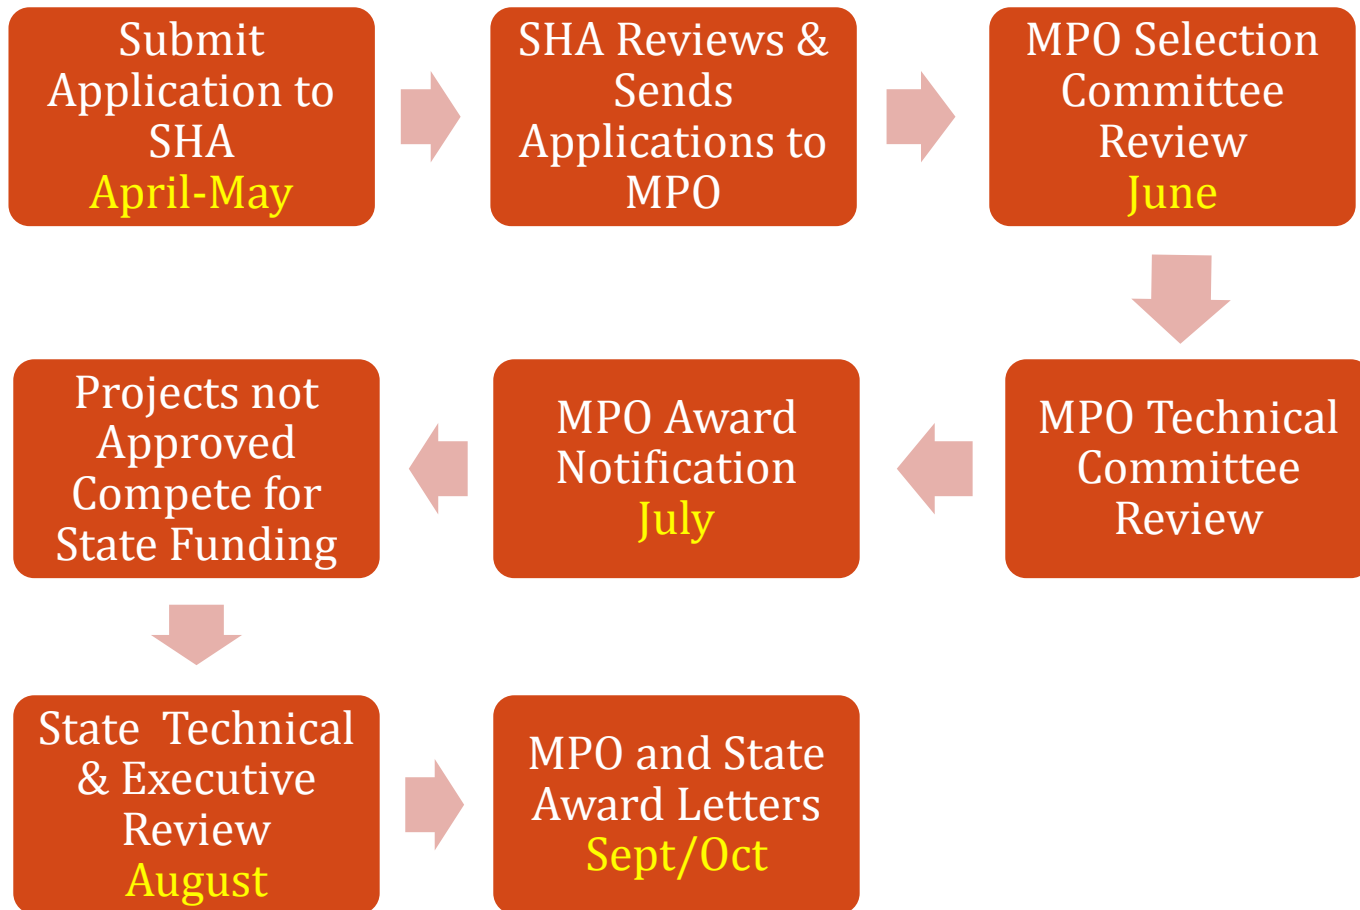 Submit
Application to
SHA
April-May
SHA Reviews &
Sends
Applications to
MPO
MPO Selection
Committee
Review
June
MPO Technical
Committee
Review
MPO Award
Notification
July
Projects not
Approved
Compete for
State Funding
State  Technical
& Executive
Review
August
MPO and State
Award Letters
Sept/Oct